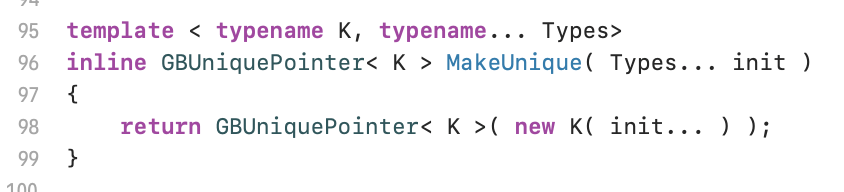 94
95 template < typename K, typename... Types>
96 inline GBUniquePointer< K > MakeUnique( Types... init )
97 {
98     return GBUniquePointer< K >( new K( init... ) );
99 }
100